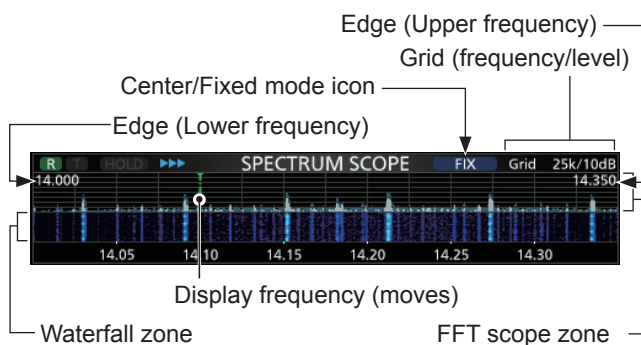 Edge (Upper frequency)
Grid (frequency/level)
Center/Fixed mode icon
Edge (Lower frequency)
R T HOLD SPECTRUM SCOPE FIX Grid 25k/10dB
14.000 14.350
14.05 14.10 14.15 14.20 14.25 14.30
Display frequency (moves)
Waterfall zone FFT scope zone